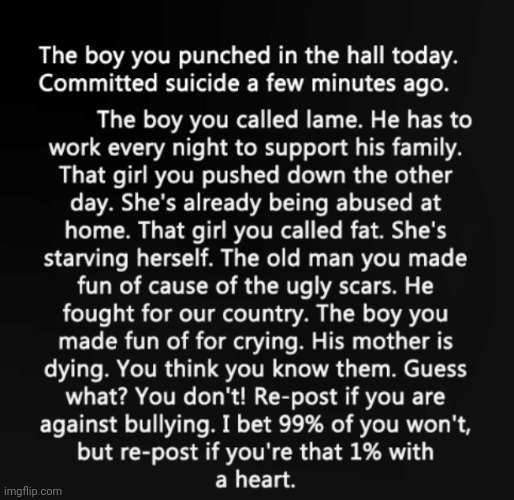 The boy you punched in the hall today.
Committed suicide a few minutes ago.
The boy you called lame. He has to
work every night to support his family.
That girl you pushed down the other
day. She's already being abused at
home. That girl you called fat. She's
starving herself. The old man you made
fun of cause of the ugly scars. He
fought for our country. The boy you
made fun of for crying. His mother is
dying. You think you know them. Guess
what? You don't! Re-post if you are
against bullying. I bet 99% of you won't,
but re-post if you're that 1% with
a heart.
imgflip.com